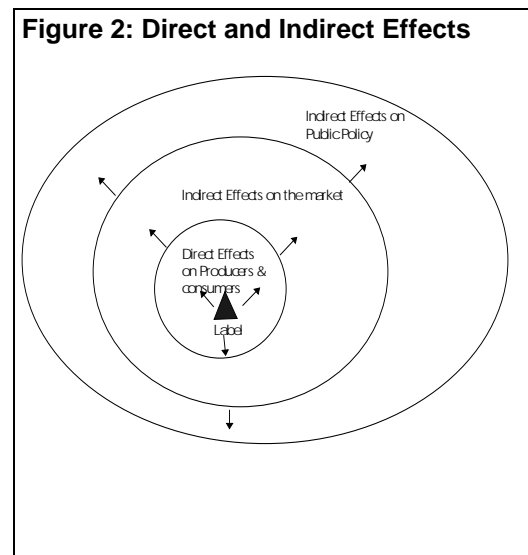 Figure 2: Direct and Indirect Effects
Indirect Effects on
Public Policy
Indirect Effects on the market
Direct Effects
on Producers &
consumers
Label